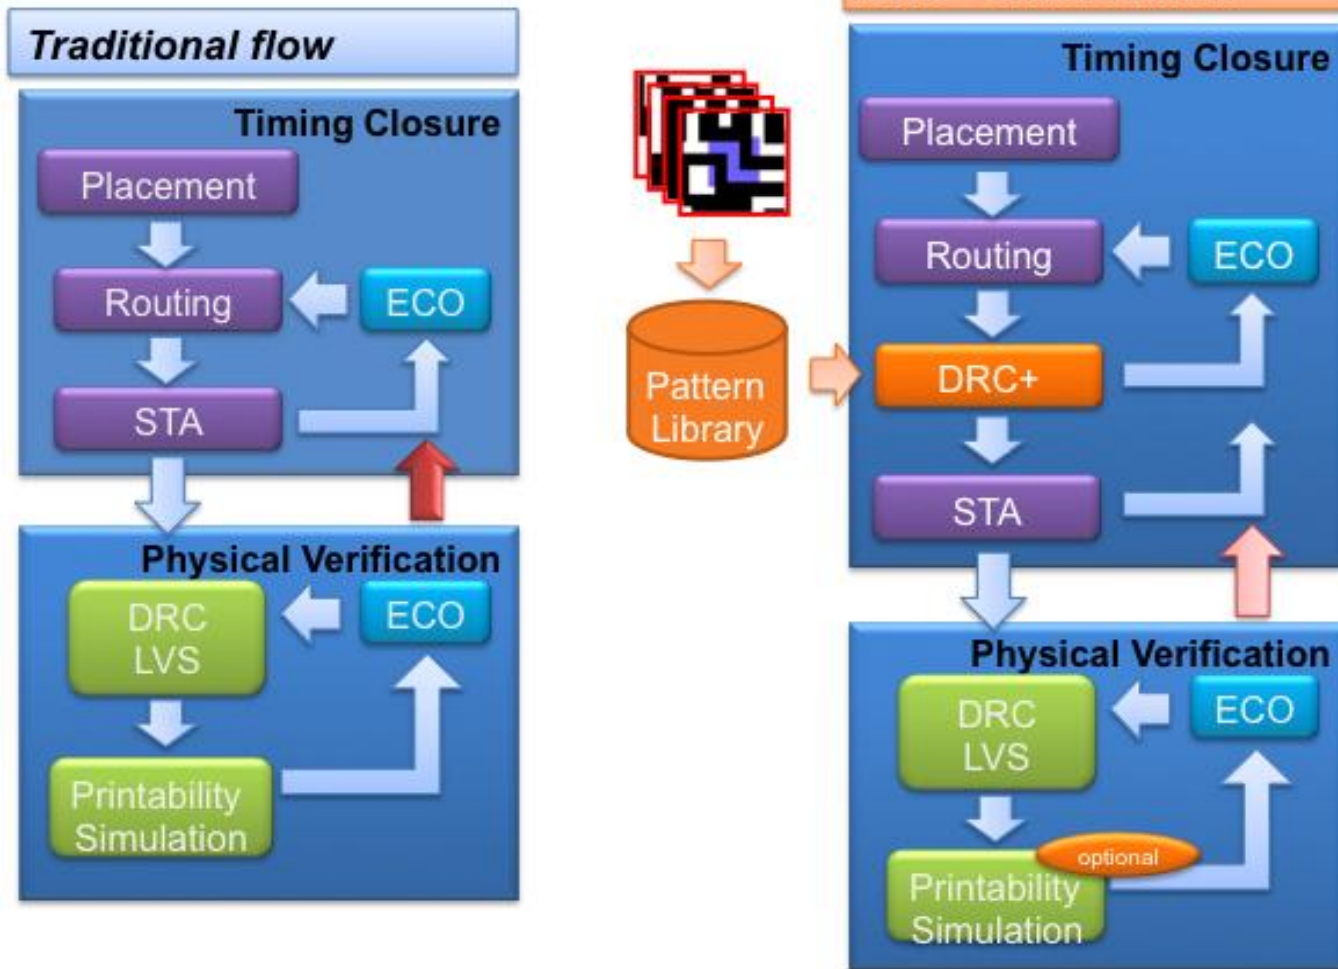 Traditional flow
Timing Closure
Placement
Routing
ECO
STA
Physical Verification
DRC
LVS
ECO
Printability
Simulation
Pattern
Library
Timing Closure
Placement
Routing
ECO
DRC+
STA
Physical Verification
DRC
LVS
ECO
optional
Printability
Simulation